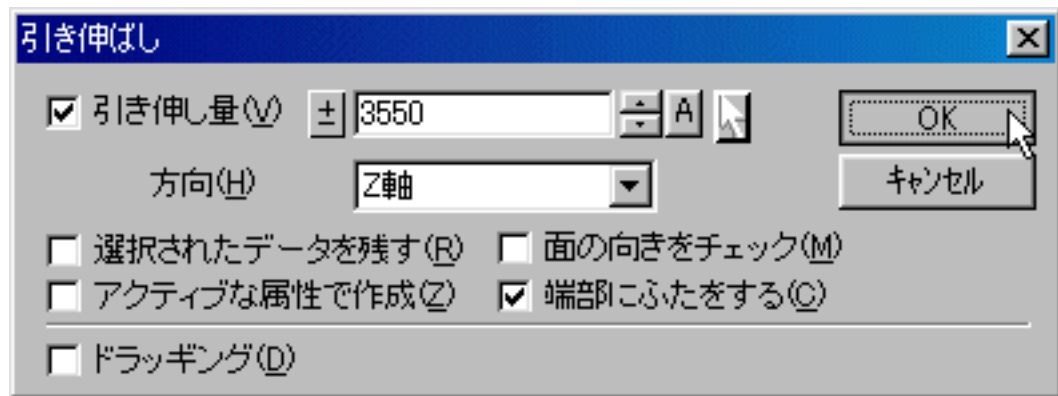 引き伸ばし
引き伸し量(V) ± 3550 A OK
方向(H) Z軸 キャンセル
選択されたデータを残す(R) 面の向きをチェック(M)
アクティブな属性で作成(Z) 端部にふたをする(C)
ドラッギング(D)